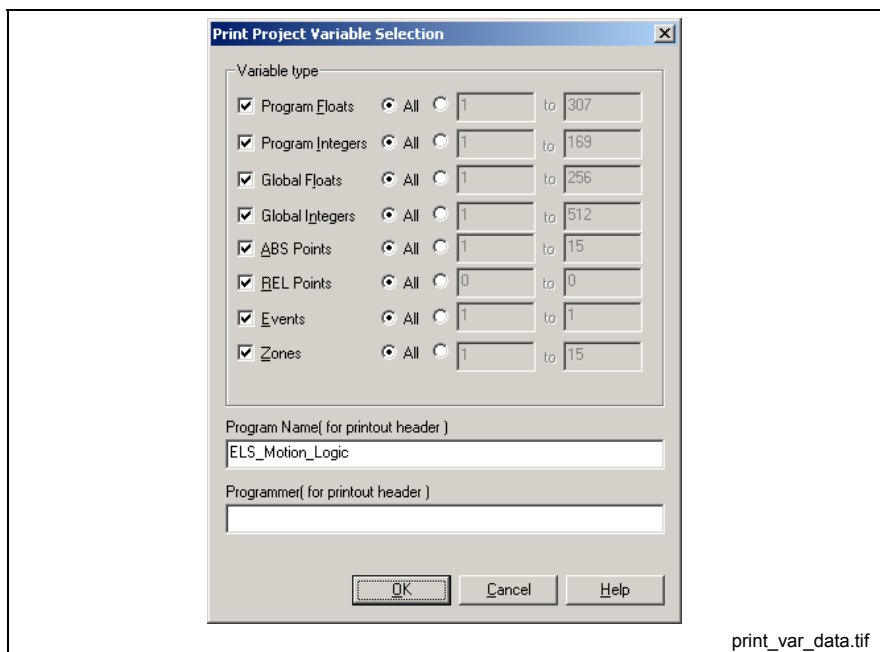 Print Project Variable Selection
Variable type
Program Floats All 1 to 307
Program Integers All 1 to 169
Global Floats All 1 to 256
Global Integers All 1 to 512
ABS Points All 1 to 15
REL Points All 0 to 0
Events All 1 to 1
Zones All 1 to 15
Program Name( for printout header )
ELS_Motion_Logic
Programmer( for printout header )
OK Cancel Help
print_var_data.tif